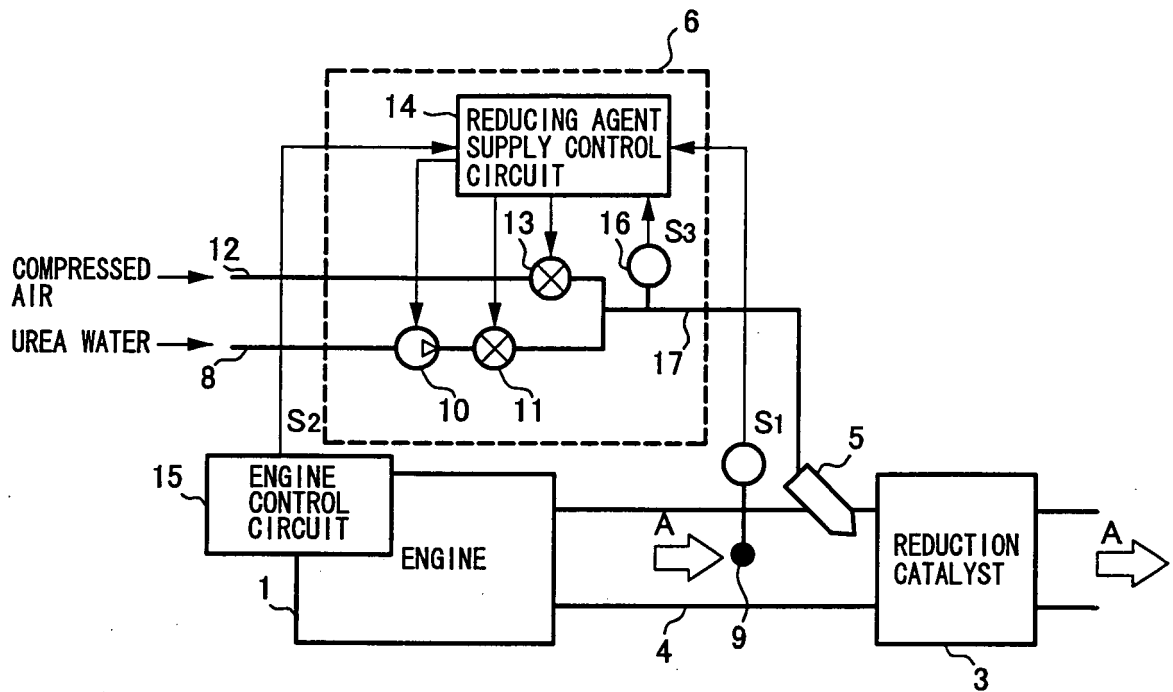 6
14
REDUCING AGENT
SUPPLY CONTROL
CIRCUIT
13
16
S3
12
COMPRESSED
AIR
UREA WATER
8
10
11
17
S2
S1
5
15
ENGINE
CONTROL
CIRCUIT
A
A
ENGINE
REDUCTION
CATALYST
1
4
9
3